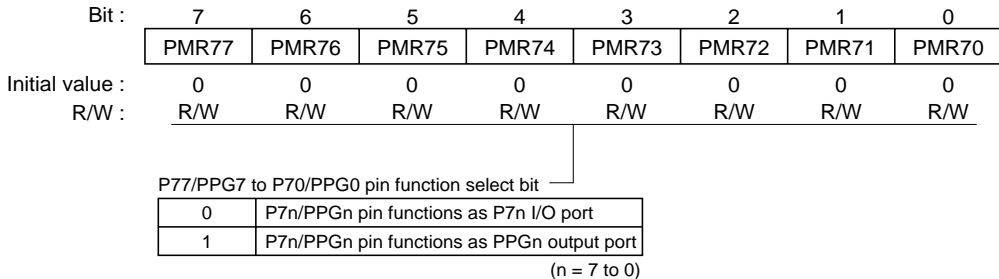 Bit : 7 6 5 4 3 2 1 0
PMR77 PMR76 PMR75 PMR74 PMR73 PMR72 PMR71 PMR70
Initial value : 0 0 0 0 0 0 0 0
R/W : R/W R/W R/W R/W R/W R/W R/W R/W
P77/PPG7 to P70/PPG0 pin function select bit
0 P7n/PPGn pin functions as P7n I/O port
1 P7n/PPGn pin functions as PPGn output port
(n = 7 to 0)